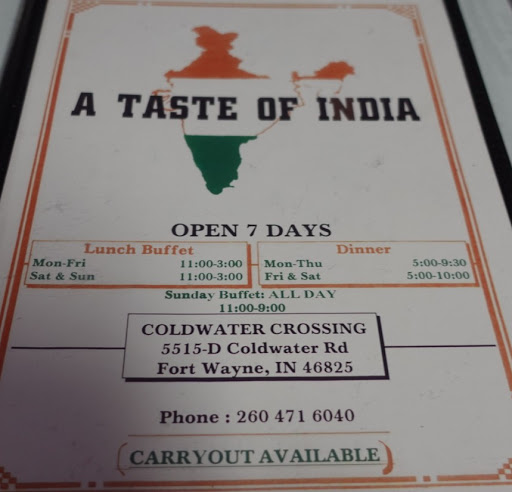 A TASTE OF INDIA
OPEN 7 DAYS
Lunch Buffet
Mon-Fri 11:00-3:00
Sat & Sun 11:00-3:00
Dinner
Mon-Thu 5:00-9:30
Fri & Sat 5:00-10:00
Sunday Buffet: ALL DAY
11:00-9:00
COLDWATER CROSSING
5515-D Coldwater Rd
Fort Wayne, IN 46825
Phone : 260 471 6040
CARRYOUT AVAILABLE